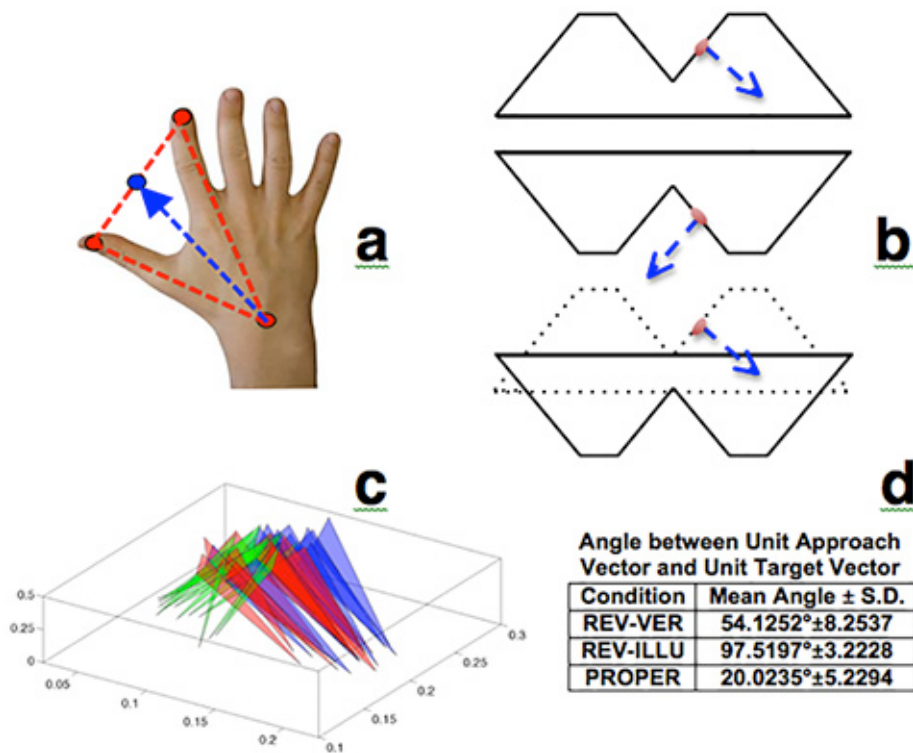 a
b
c
0.5
0.25
0
0.05
0.1
0.15
0.2
0.1
0.15
0.2
0.25
0.3
d
Angle between Unit Approach
Vector and Unit Target Vector
Condition Mean Angle ± S.D.
REV-VER 54.1252°±8.2537
REV-ILLU 97.5197°±3.2228
PROPER 20.0235°±5.2294